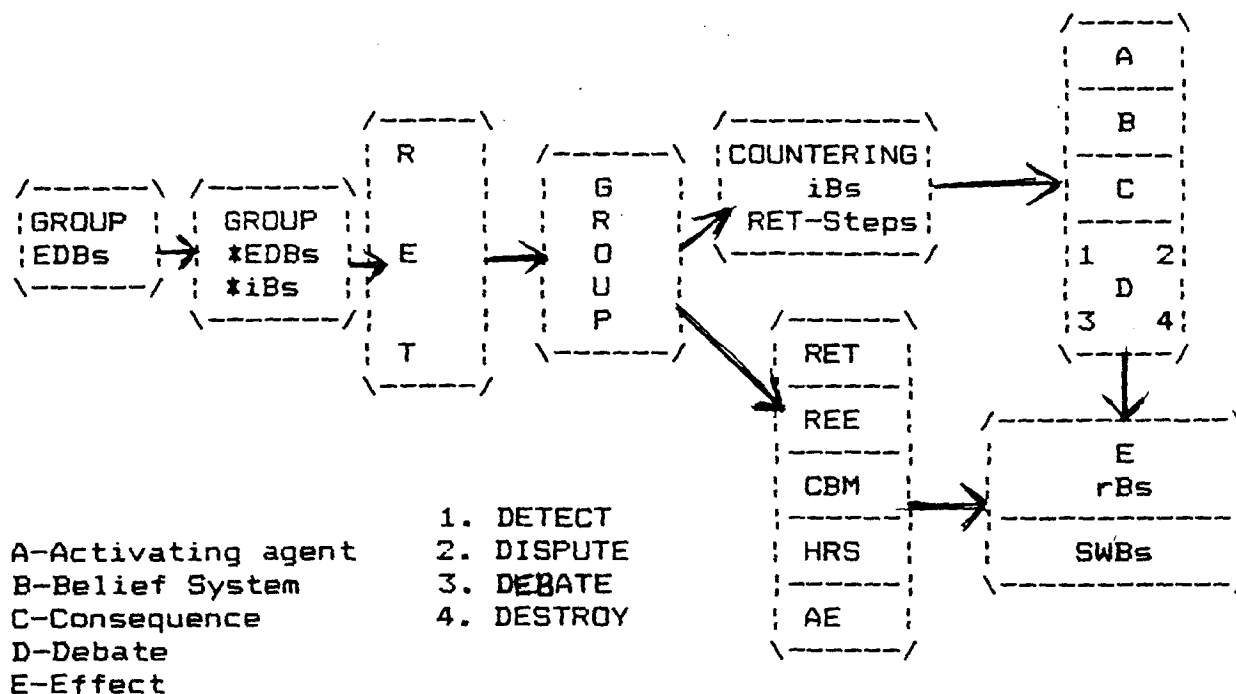 GROUP
EDBs
GROUP
*EDBs
*iBs
R
E
T
G
R
O
U
P
COUNTERING
iBs
RET-Steps
A
B
C
1 2
D
3 4
RET
REE
CBM
HRS
AE
E
rBs
SWBs
A-Activating agent
B-Belief System
C-Consequence
D-Debate
E-Effect
1. DETECT
2. DISPUTE
3. DEBATE
4. DESTROY